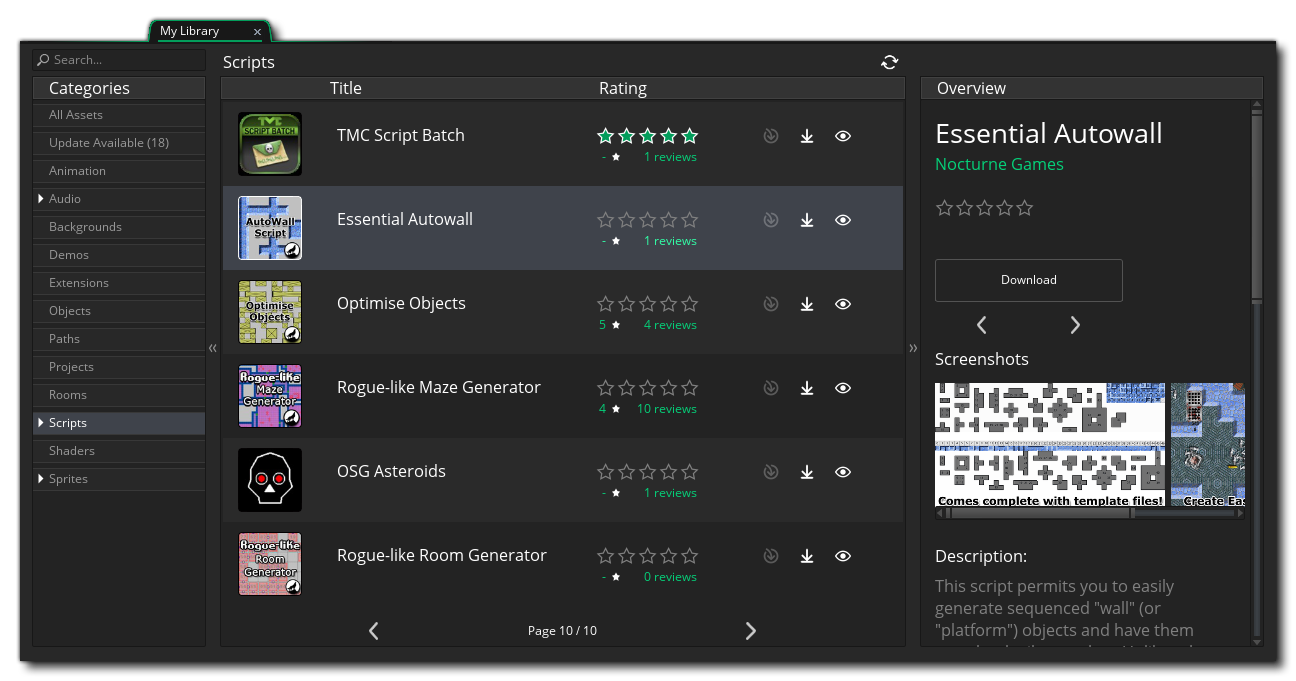 My Library
Search...
Categories
All Assets
Update Available (18)
Animation
Audio
Backgrounds
Demos
Extensions
Objects
Paths
Projects
Rooms
Scripts
Shaders
Sprites
Scripts
Title Rating
TMC
SCRIPT BATCH
TMC Script Batch
- 1 reviews
AutoWall
Script
Essential Autowall
- 1 reviews
Optimise
Objects
Optimise Objects
5 4 reviews
Rogue-like
Maze
Generator
Rogue-like Maze Generator
4 10 reviews
OSG Asteroids
- 1 reviews
Rogue-like
Room
Generator
Rogue-like Room Generator
- 0 reviews
Page 10 / 10
Overview
Essential Autowall
Nocturne Games
Download
Screenshots
Comes complete with template files!
Create Eas
Description:
This script permits you to easily
generate sequenced "wall" (or
"platform") objects and have them